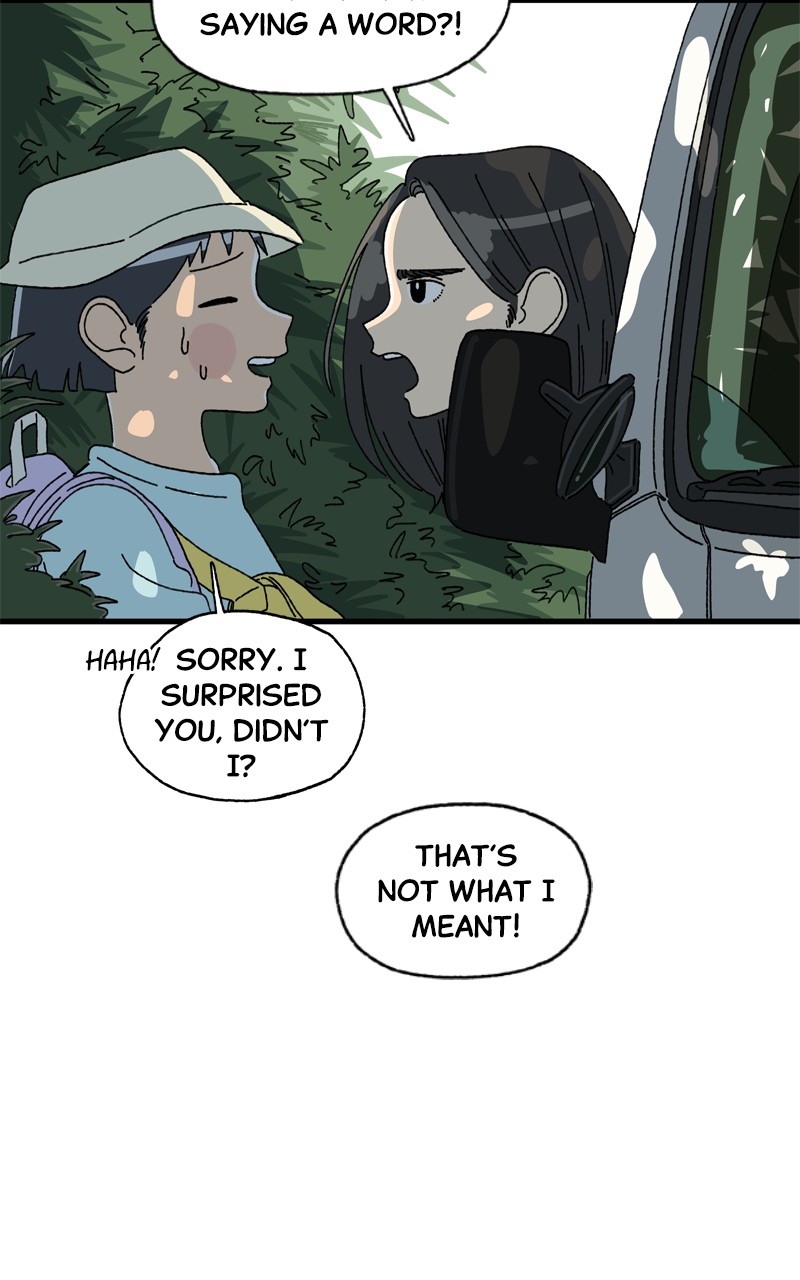 SAYING A WORD?!
HAHA! SORRY. I
SURPRISED
YOU, DIDN'T
I?
THAT'S
NOT WHAT I
MEANT!